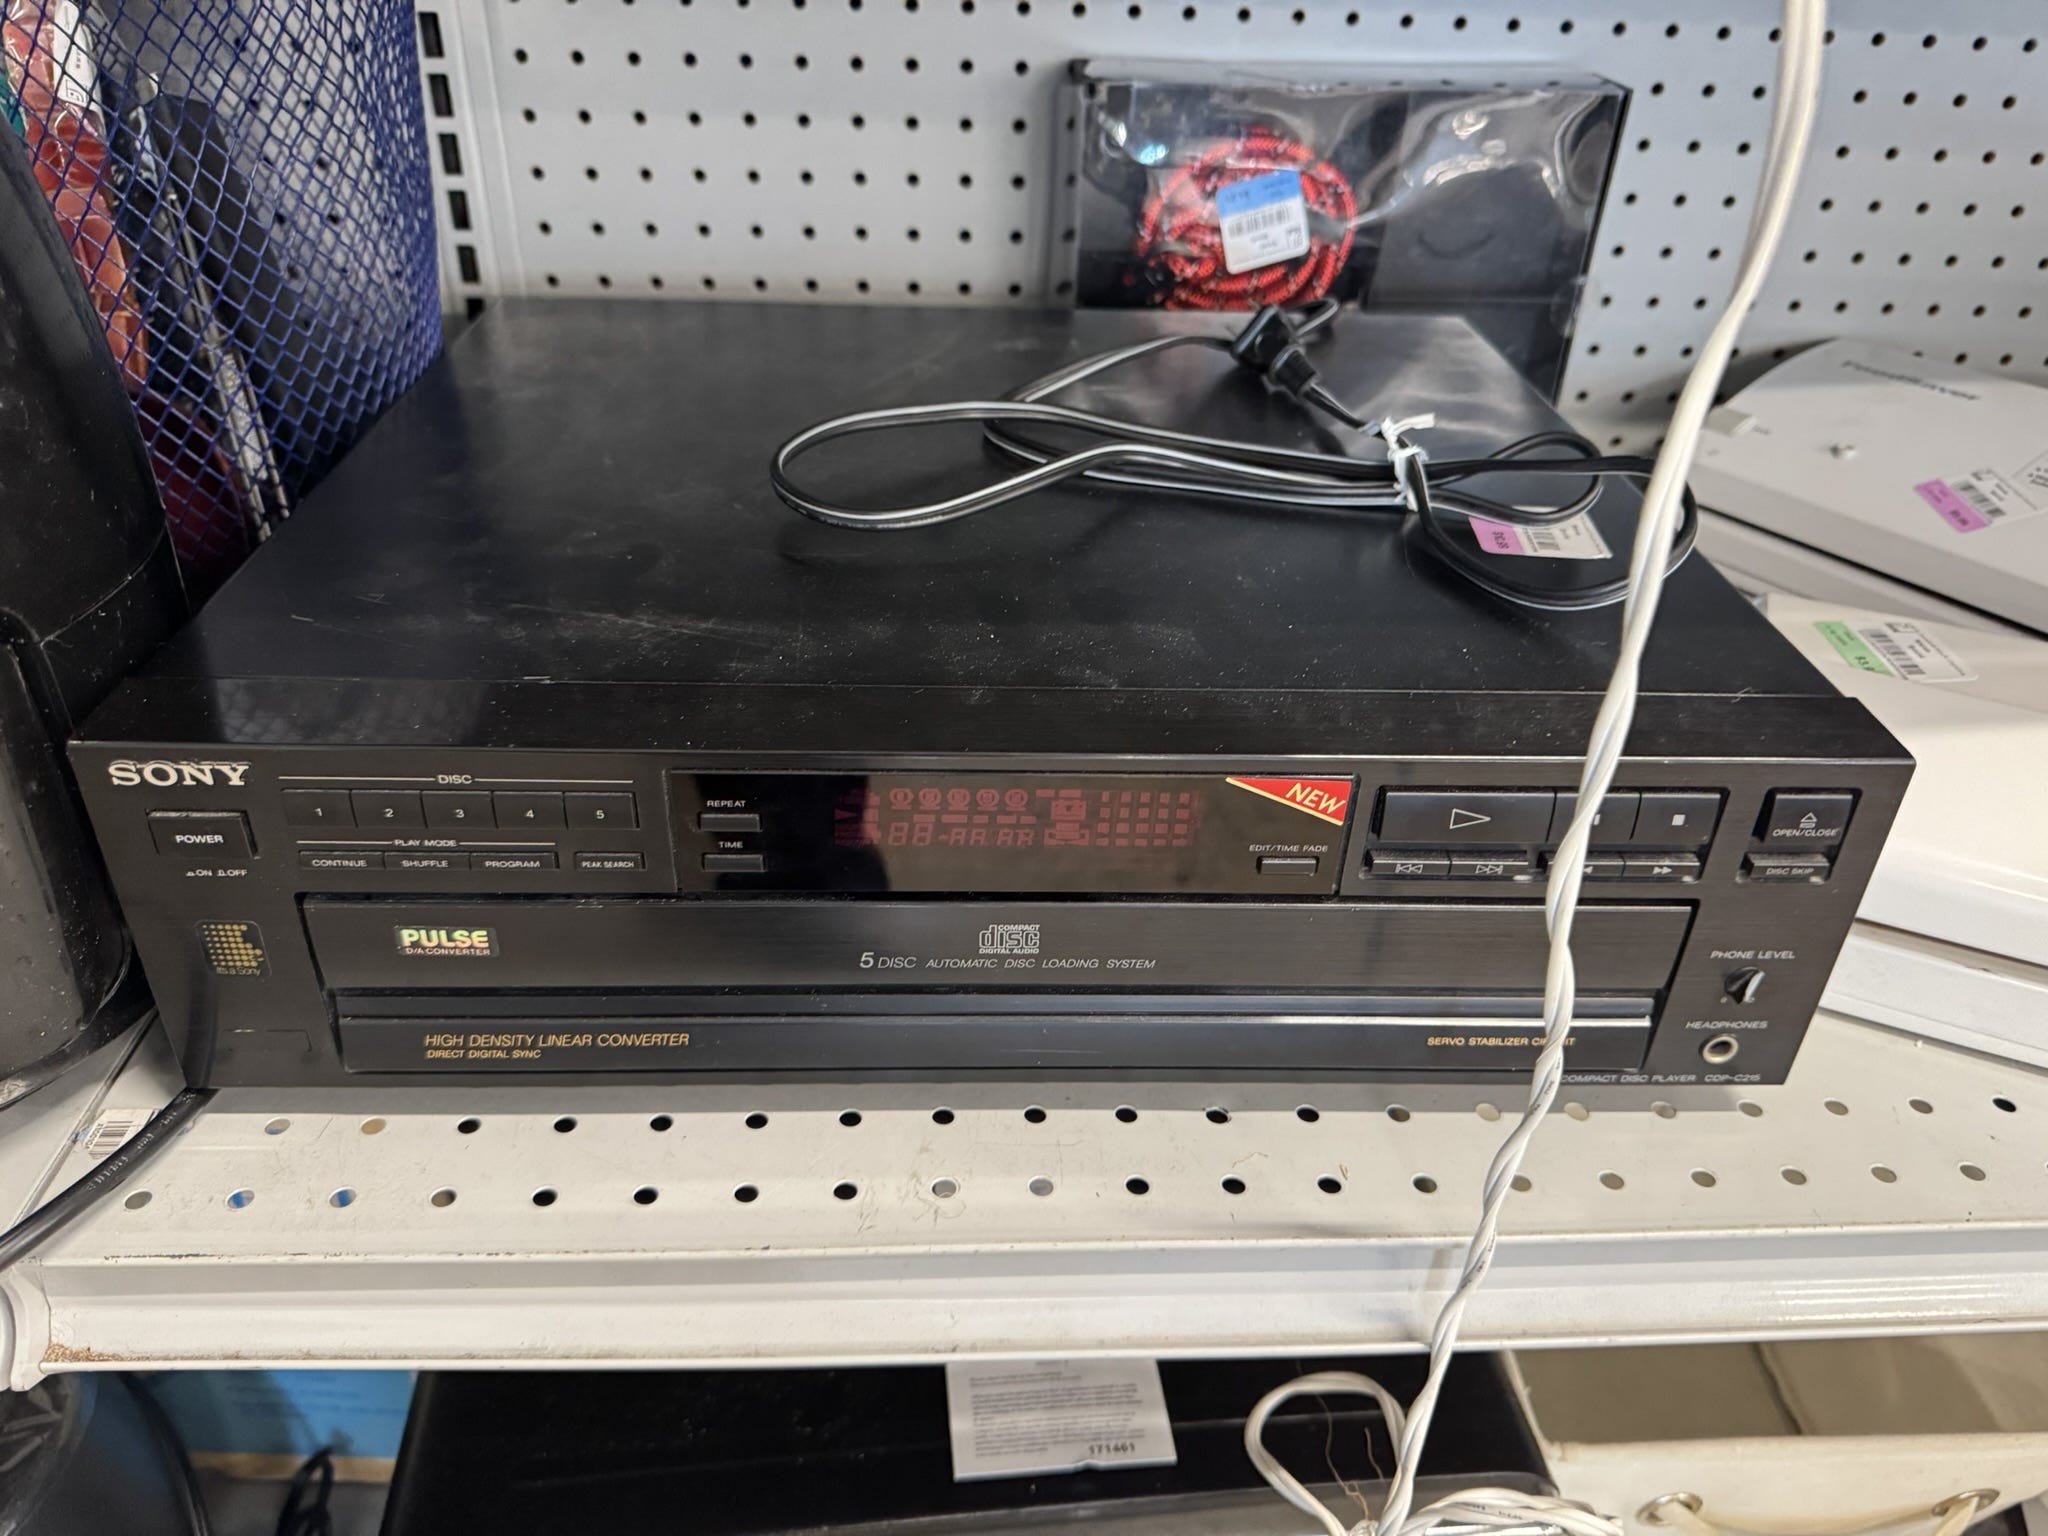 SONY
POWER
ON OFF
DISC
1 2 3 4 5
PLAY MODE
CONTINUE SHUFFLE PROGRAM PEAK SEARCH
REPEAT
TIME
NEW
EDIT/TIME FADE
OPEN/CLOSE
DISC SKIP
It's a Sony
PULSE
D/A CONVERTER
COMPACT
disc
DIGITAL AUDIO
5 DISC AUTOMATIC DISC LOADING SYSTEM
PHONE LEVEL
HEADPHONES
HIGH DENSITY LINEAR CONVERTER
DIRECT DIGITAL SYNC
SERVO STABILIZER
COMPACT DISC PLAYER CDP-C215
171461